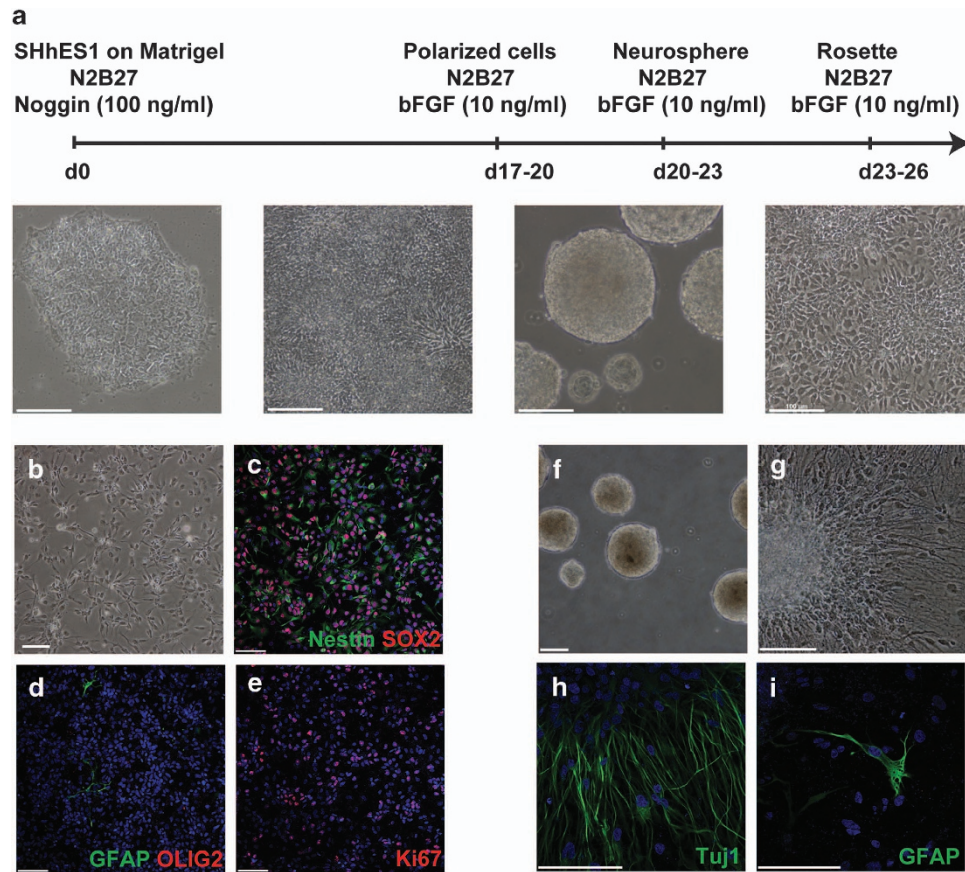 a
SHhES1 on Matrigel
N2B27
Noggin (100 ng/ml)
Polarized cells
N2B27
bFGF (10 ng/ml)
Neurosphere
N2B27
bFGF (10 ng/ml)
Rosette
N2B27
bFGF (10 ng/ml)
d0
d17-20
d20-23
d23-26
100 μm
b
c
Nestin SOX2
f
g
d
GFAP OLIG2
e
Ki67
h
Tuj1
i
GFAP